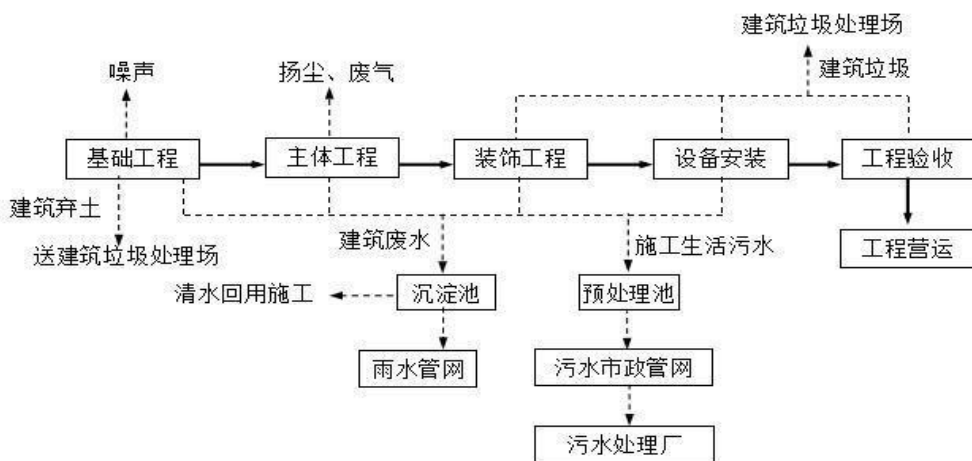 建筑垃圾处理场
噪声
扬尘、废气
建筑垃圾
基础工程
主体工程
装饰工程
设备安装
工程验收
建筑弃土
送建筑垃圾处理场
建筑废水
施工生活污水
工程营运
清水回用施工
沉淀池
预处理池
雨水管网
污水市政管网
污水处理厂